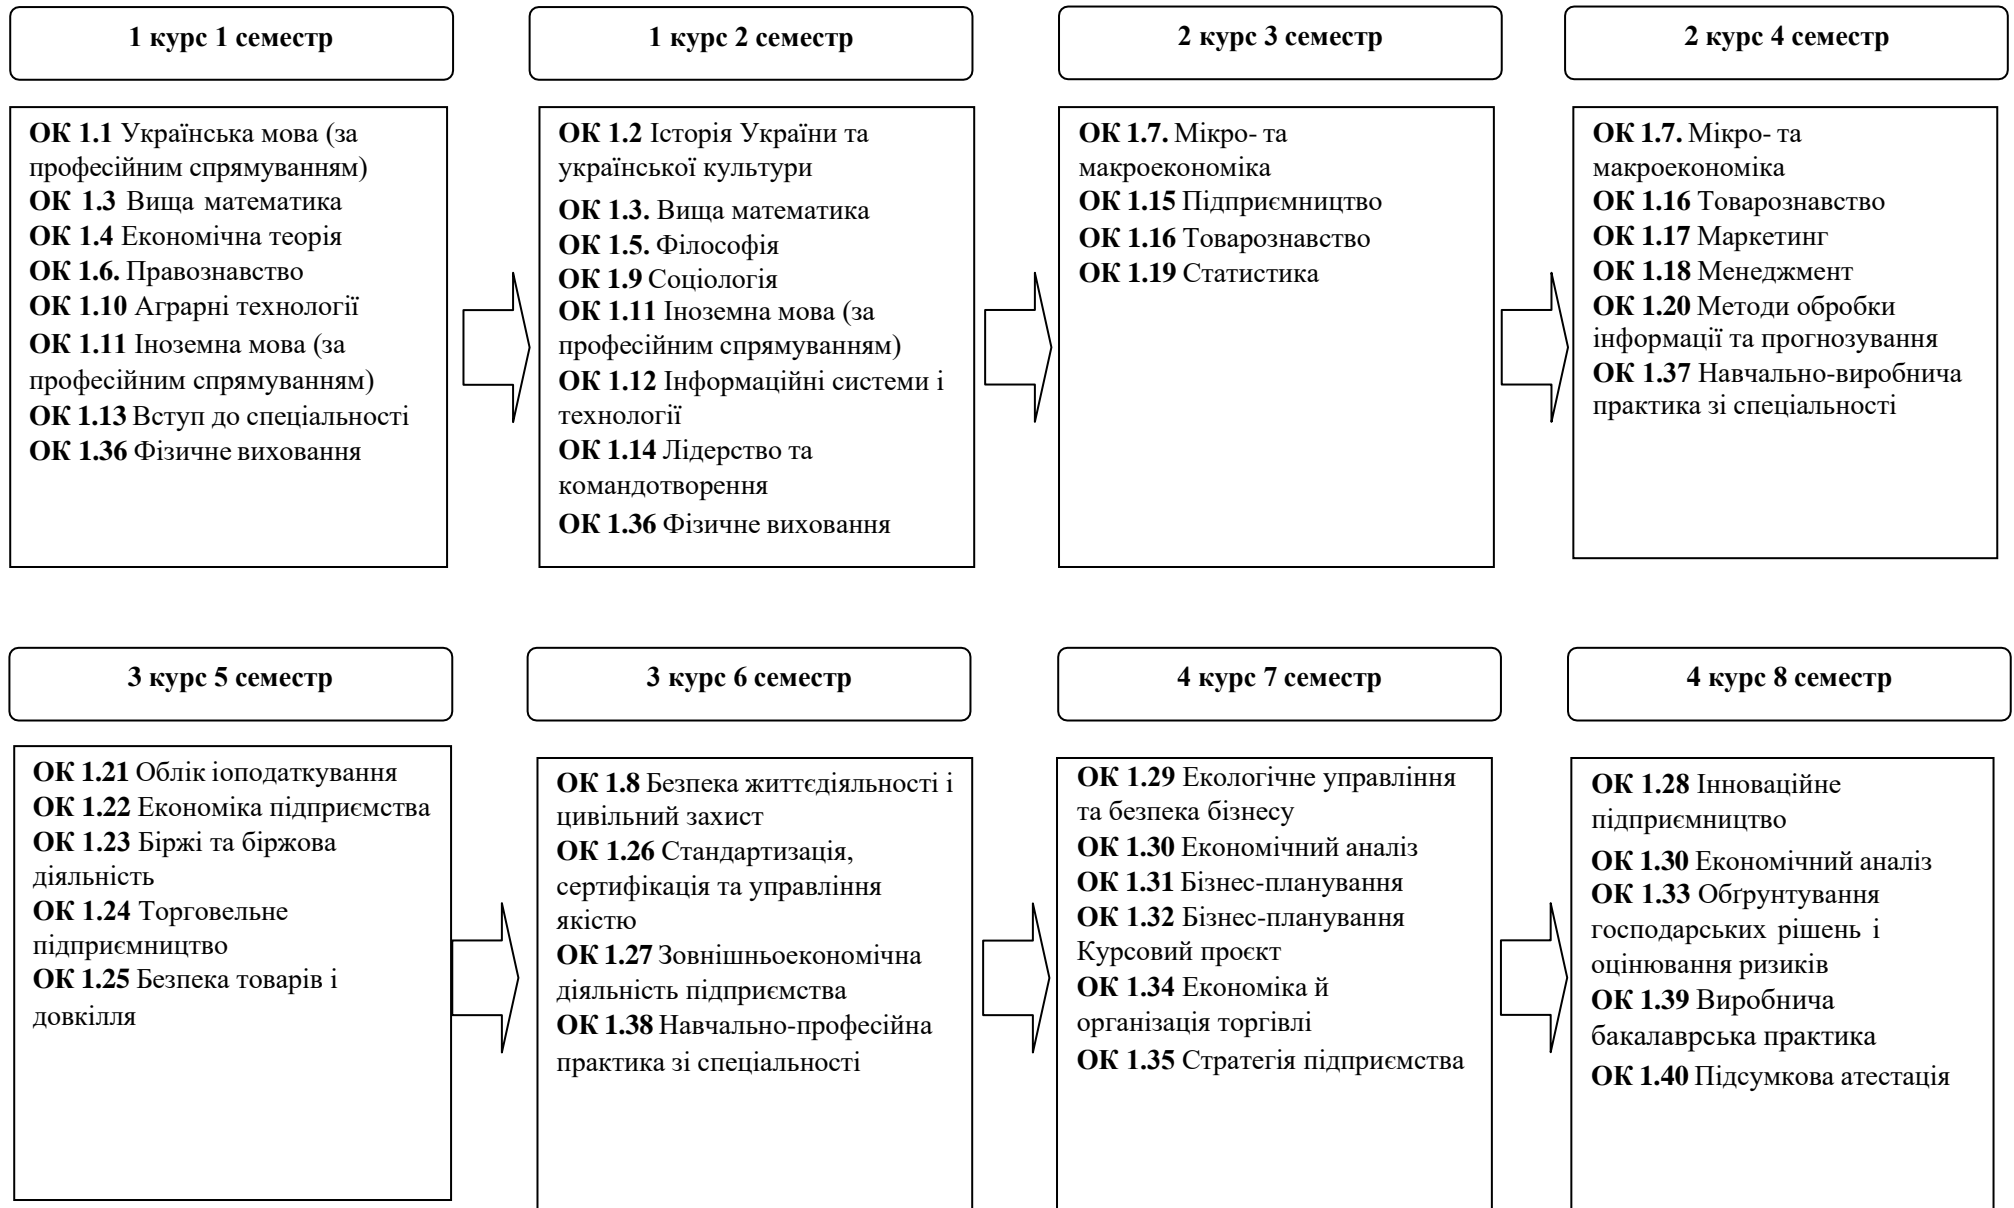 1 курс 1 семестр
ОК 1.1 Українська мова (за
професійним спрямуванням)
ОК 1.3 Вища математика
ОК 1.4 Економічна теорія
ОК 1.6. Правознавство
ОК 1.10 Аграрні технології
ОК 1.11 Іноземна мова (за
професійним спрямуванням)
ОК 1.13 Вступ до спеціальності
ОК 1.36 Фізичне виховання
1 курс 2 семестр
ОК 1.2 Історія України та
української культури
ОК 1.3. Вища математика
ОК 1.5. Філософія
ОК 1.9 Соціологія
ОК 1.11 Іноземна мова (за
професійним спрямуванням)
ОК 1.12 Інформаційні системи і
технології
ОК 1.14 Лідерство та
командотворення
ОК 1.36 Фізичне виховання
2 курс 3 семестр
ОК 1.7. Мікро- та
макроекономіка
ОК 1.15 Підприємництво
ОК 1.16 Товарознавство
ОК 1.19 Статистика
2 курс 4 семестр
ОК 1.7. Мікро- та
макроекономіка
ОК 1.16 Товарознавство
ОК 1.17 Маркетинг
ОК 1.18 Менеджмент
ОК 1.20 Методи обробки
інформації та прогнозування
ОК 1.37 Навчально-виробнича
практика зі спеціальності
3 курс 5 семестр
ОК 1.21 Облік іоподаткування
ОК 1.22 Економіка підприємства
ОК 1.23 Біржі та біржова
діяльність
ОК 1.24 Торговельне
підприємництво
ОК 1.25 Безпека товарів і
довкілля
3 курс 6 семестр
ОК 1.8 Безпека життєдіяльності і
цивільний захист
ОК 1.26 Стандартизація,
сертифікація та управління
якістю
ОК 1.27 Зовнішньоекономічна
діяльність підприємства
ОК 1.38 Навчально-професійна
практика зі спеціальності
4 курс 7 семестр
ОК 1.29 Екологічне управління
та безпека бізнесу
ОК 1.30 Економічний аналіз
ОК 1.31 Бізнес-планування
ОК 1.32 Бізнес-планування
Курсовий проєкт
ОК 1.34 Економіка й
організація торгівлі
ОК 1.35 Стратегія підприємства
4 курс 8 семестр
ОК 1.28 Інноваційне
підприємництво
ОК 1.30 Економічний аналіз
ОК 1.33 Обґрунтування
господарських рішень і
оцінювання ризиків
ОК 1.39 Виробнича
бакалаврська практика
ОК 1.40 Підсумкова атестація